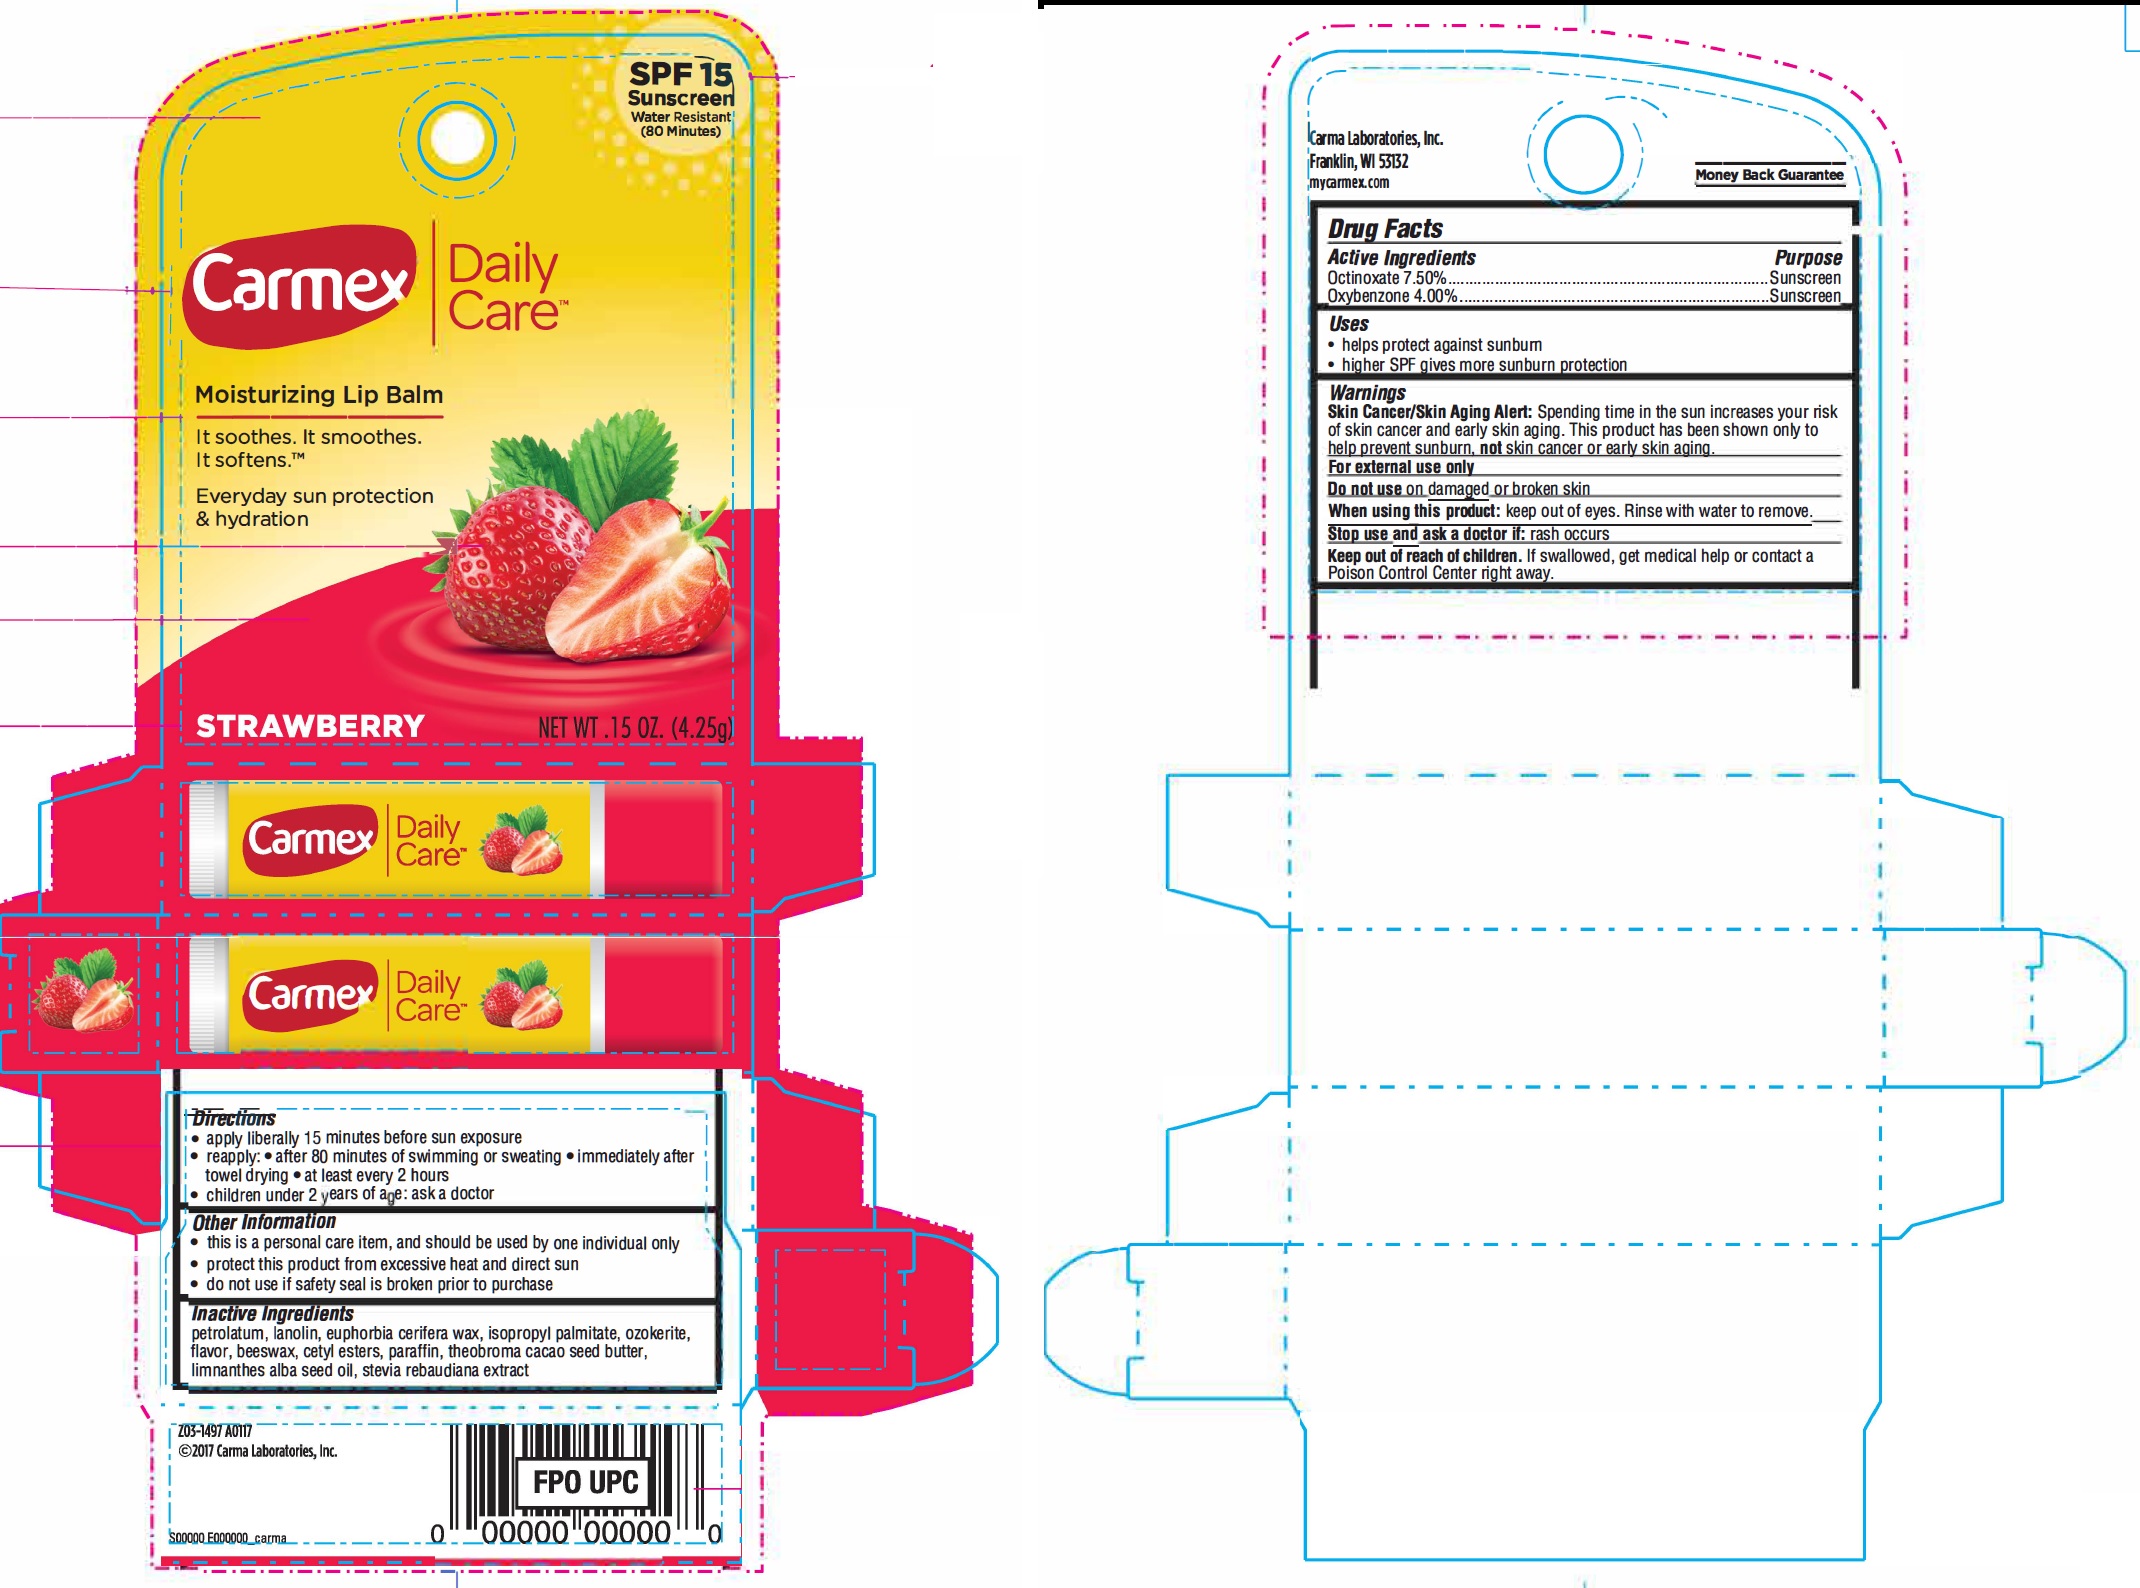 SPF 15
Sunscreen
Water Resistant
(80 Minutes)
Carmex
Daily
Care™
Moisturizing Lip Balm
It soothes. It smoothes.
It softens.™
Everyday sun protection
& hydration
STRAWBERRY
NET WT .15 OZ. (4.25g)
Carmex
Daily
Care™
Carmex
Daily
Care™
Directions
• apply liberally 15 minutes before sun exposure
• reapply: • after 80 minutes of swimming or sweating • immediately after
towel drying • at least every 2 hours
• children under 2 years of age: ask a doctor
Other Information
• this is a personal care item, and should be used by one individual only
• protect this product from excessive heat and direct sun
• do not use if safety seal is broken prior to purchase
Inactive Ingredients
petrolatum, lanolin, euphorbia cerifera wax, isopropyl palmitate, ozokerite,
flavor, beeswax, cetyl esters, paraffin, theobroma cacao seed butter,
limnanthes alba seed oil, stevia rebaudiana extract
Z03-1497 A0117
©2017 Carma Laboratories, Inc.
FPO UPC
0 00000 00000 0
S00000 E000000_carma
Carma Laboratories, Inc.
Franklin, WI 53132
mycarmex.com
Money Back Guarantee
Drug Facts
Active Ingredients Purpose
Octinoxate 7.50%..........Sunscreen
Oxybenzone 4.00%..........Sunscreen
Uses
• helps protect against sunburn
• higher SPF gives more sunburn protection
Warnings
Skin Cancer/Skin Aging Alert: Spending time in the sun increases your risk
of skin cancer and early skin aging. This product has been shown only to
help prevent sunburn, not skin cancer or early skin aging.
For external use only
Do not use on damaged or broken skin
When using this product: keep out of eyes. Rinse with water to remove.
Stop use and ask a doctor if: rash occurs
Keep out of reach of children. If swallowed, get medical help or contact a
Poison Control Center right away.